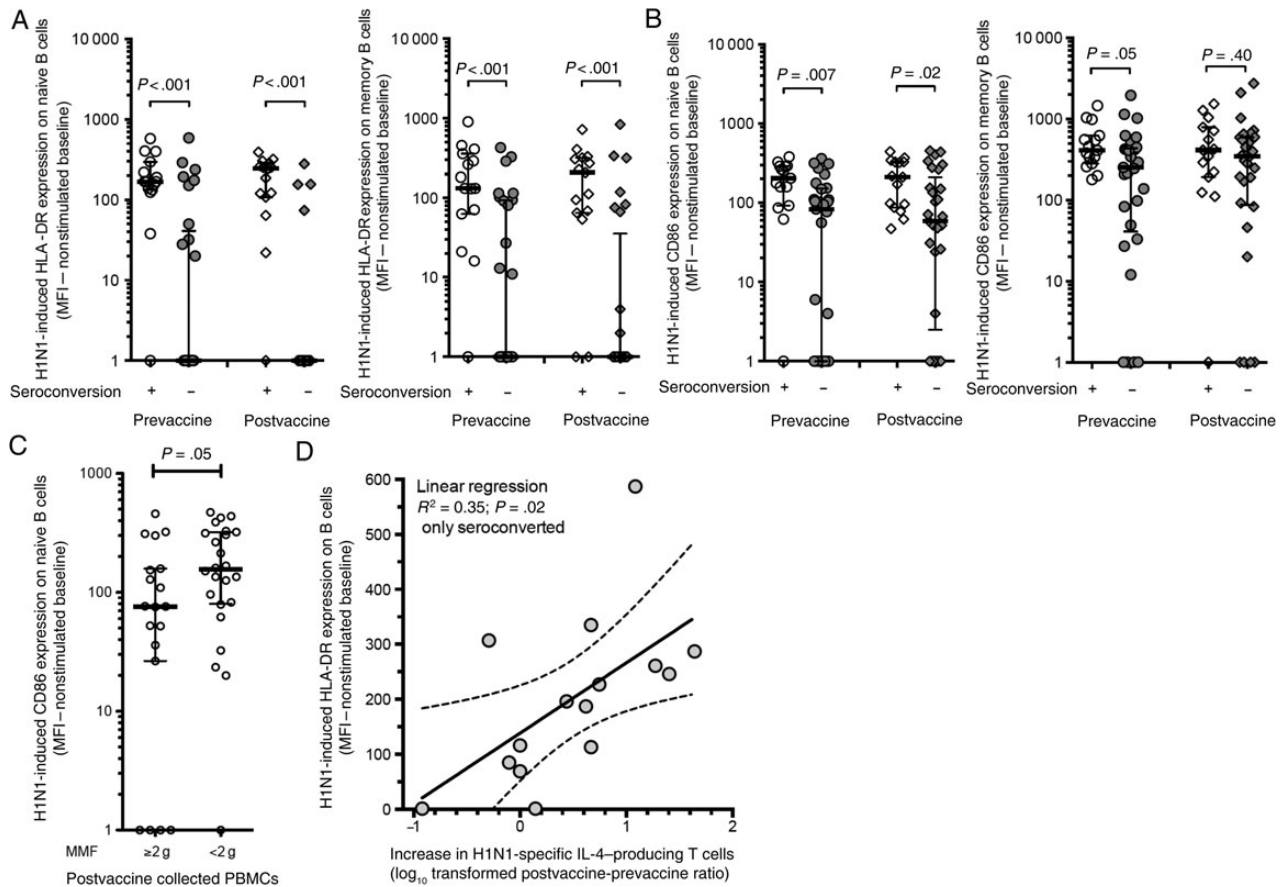 A
H1N1-induced HLA-DR expression on naive B cells
(MFI – nonstimulated baseline)
10 000
1000
100
10
1
P < .001
P < .001
Seroconversion
+
–
+
–
Prevaccine
Postvaccine
H1N1-induced HLA-DR expression on memory B cells
(MFI – nonstimulated baseline)
10 000
1000
100
10
1
P < .001
P < .001
+
–
+
–
Prevaccine
Postvaccine
B
H1N1-induced CD86 expression on naive B cells
(MFI – nonstimulated baseline)
10 000
1000
100
10
1
P = .007
P = .02
Seroconversion
+
–
+
–
Prevaccine
Postvaccine
H1N1-induced CD86 expression on memory B cells
(MFI – nonstimulated baseline)
10 000
1000
100
10
1
P = .05
P = .40
+
–
+
–
Prevaccine
Postvaccine
C
H1N1-induced CD86 expression on naive B cells
(MFI – nonstimulated baseline)
1000
100
10
1
P = .05
MMF
≥2 g
<2 g
Postvaccine collected PBMCs
D
H1N1-induced HLA-DR expression on B cells
(MFI – nonstimulated baseline)
600
500
400
300
200
100
0
Linear regression
R² = 0.35; P = .02
only seroconverted
–1
0
1
2
Increase in H1N1-specific IL-4–producing T cells
(log₁₀ transformed postvaccine-prevaccine ratio)